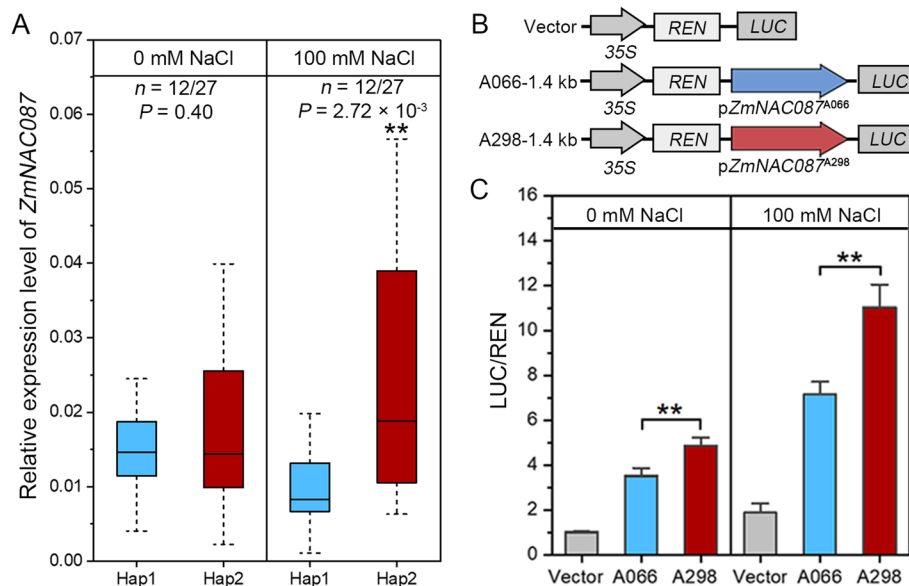 A
Relative expression level of ZmNAC087
0.07
0.06
0.05
0.04
0.03
0.02
0.01
0.00
0 mM NaCl
100 mM NaCl
n = 12/27
P = 0.40
n = 12/27
P = 2.72 × 10⁻³
**
Hap1
Hap2
Hap1
Hap2
B
Vector
35S
REN
LUC
A066-1.4 kb
35S
REN
pZmNAC087ᴬ⁰⁶⁶
LUC
A298-1.4 kb
35S
REN
pZmNAC087ᴬ²⁹⁸
LUC
C
LUC/REN
16
14
12
10
8
6
4
2
0
0 mM NaCl
100 mM NaCl
**
**
Vector
A066
A298
Vector
A066
A298